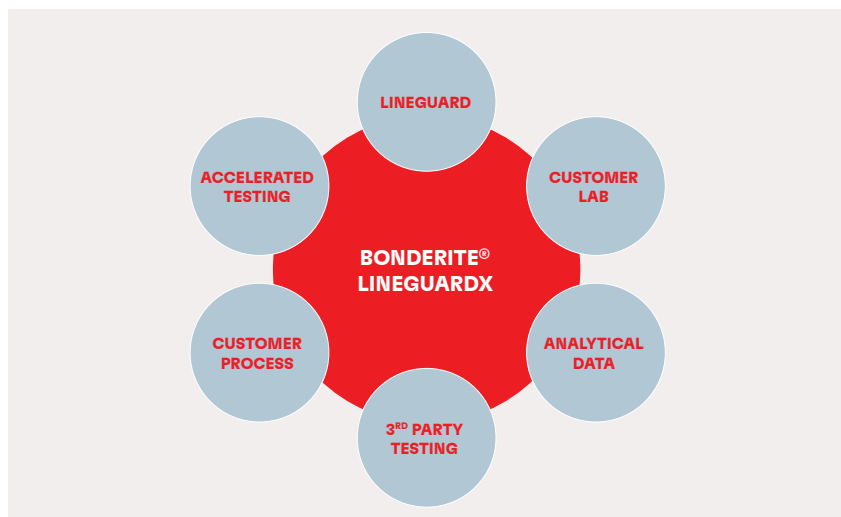 LINEGUARD
ACCELERATED
TESTING
CUSTOMER
LAB
BONDERITE®
LINEGUARDX
CUSTOMER
PROCESS
ANALYTICAL
DATA
3RD PARTY
TESTING